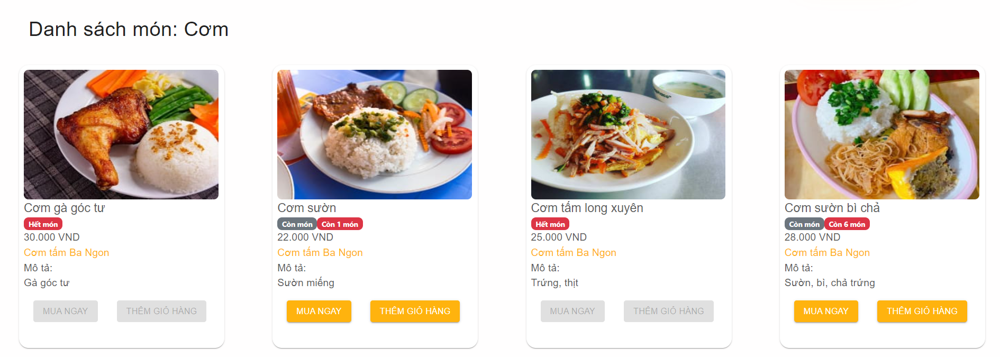 Danh sách món: Cơm
Cơm gà góc tư
Hết món
30.000 VND
Cơm tấm Ba Ngon
Mô tả:
Gà góc tư
MUA NGAY THÊM GIỎ HÀNG
Cơm sườn
Còn món Còn 1 món
22.000 VND
Cơm tấm Ba Ngon
Mô tả:
Sườn miếng
MUA NGAY THÊM GIỎ HÀNG
Cơm tấm long xuyên
Hết món
25.000 VND
Cơm tấm Ba Ngon
Mô tả:
Trứng, thịt
MUA NGAY THÊM GIỎ HÀNG
Cơm sườn bì chả
Còn món Còn 6 món
28.000 VND
Cơm tấm Ba Ngon
Mô tả:
Sườn, bì, chả trứng
MUA NGAY THÊM GIỎ HÀNG